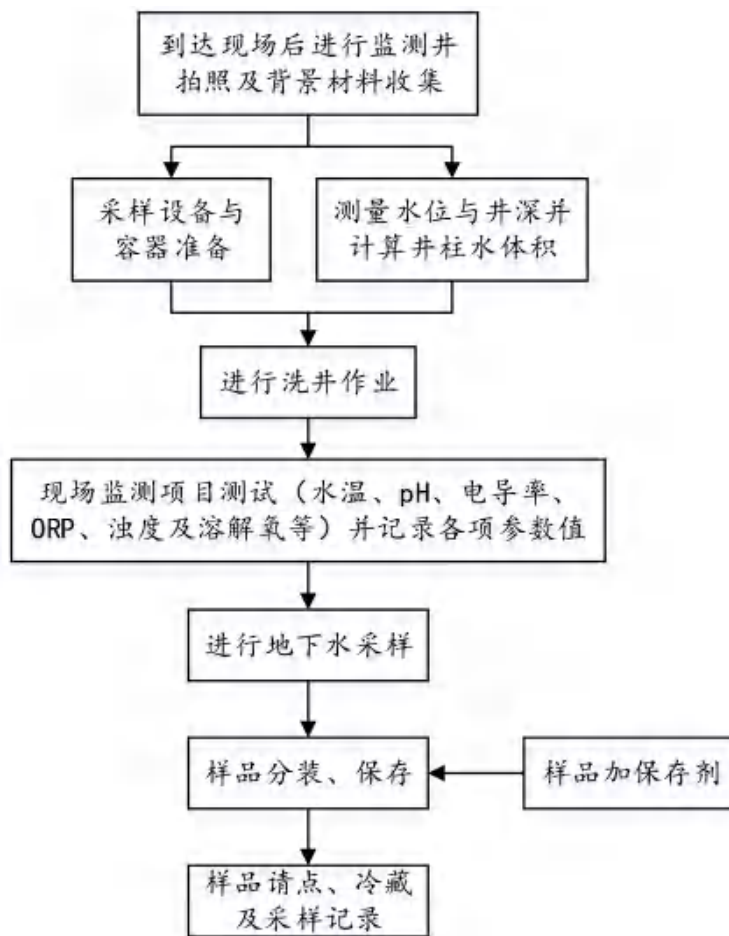 到达现场后进行监测井
拍照及背景材料收集
采样设备与
容器准备
测量水位与井深并
计算井柱水体积
进行洗井作业
现场监测项目测试（水温、pH、电导率、
ORP、浊度及溶解氧等）并记录各项参数值
进行地下水采样
样品分装、保存
样品加保存剂
样品请点、冷藏
及采样记录